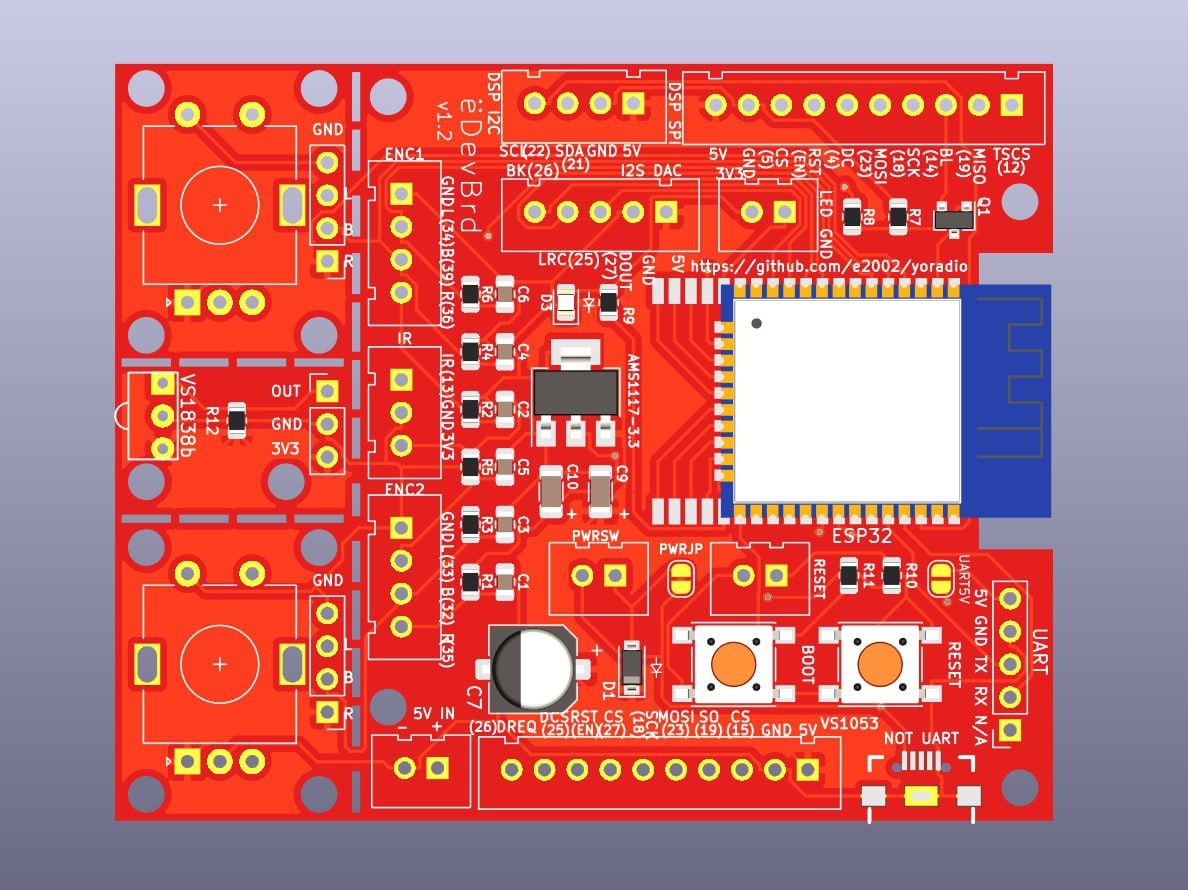 DSP I2C
DSP SPI
ëDevBrd
v1.2
GND
L
B
R
ENC1
GND
L(34)
B(39)
R(36)
SCL(22) SDA(21) GND 5V
BK(26) I2S DAC
LRC(25) (27)DOUT GND 5V
5V GND CS(5) RST(EN) DC(4) MOSI(23) SCK(18) BL(14) MISO(19) TSCS(12)
3V3
LED GND
R8
R7
Q1
https://github.com/e2002/yoradio
R6
C6
D3
R9
IR
IR(13)
GND
3V3
R4
C4
AMS1117-3.3
R2
C2
VS1838b
R12
OUT
GND
3V3
R5
C5
C10
C9
+
+
ENC2
GND
L(33)
B(32)
R(35)
R3
C3
PWRSW
PWRJP
RESET
ESP32
R11
R10
UART5V
R1
C1
GND
L
B
R
C7
+
D1
BOOT
RESET
5V GND TX RX N/A
UART
5V IN
- +
(26)DREQ DCS(25) RST(EN) CS(27) SCK(18) MOSI(23) SO(19) CS(15) GND 5V
VS1053
NOT UART